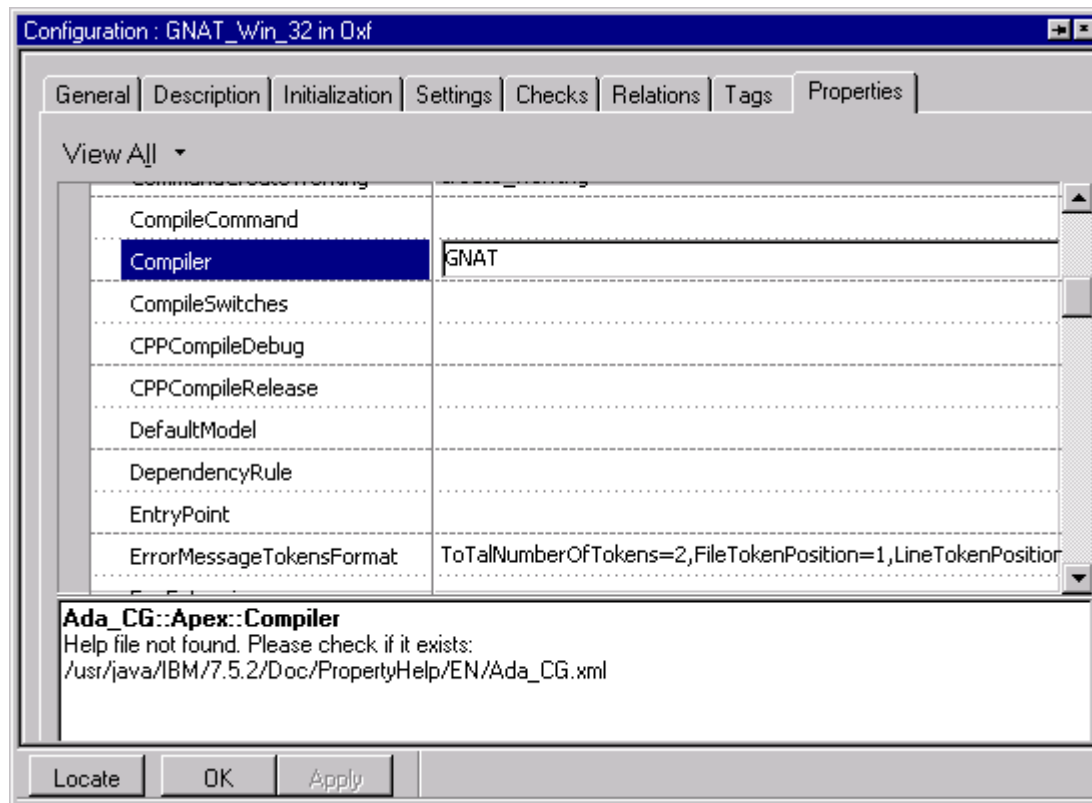 Configuration : GNAT_Win_32 in Oxf
General Description Initialization Settings Checks Relations Tags Properties
View All
CompileCommand
Compiler GNAT
CompileSwitches
CPPCompileDebug
CPPCompileRelease
DefaultModel
DependencyRule
EntryPoint
ErrorMessageTokensFormat ToTalNumberOfTokens=2,FileTokenPosition=1,LineTokenPosition
Ada_CG::Apex::Compiler
Help file not found. Please check if it exists:
/usr/java/IBM/7.5.2/Doc/PropertyHelp/EN/Ada_CG.xml
Locate OK Apply